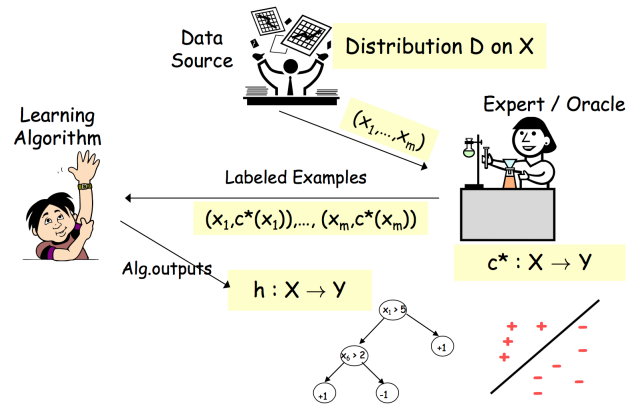 Data
Source
Distribution D on X
Expert / Oracle
Learning
Algorithm
(x₁,...,xₘ)
Labeled Examples
(x₁,c*(x₁)),..., (xₘ,c*(xₘ))
c* : X → Y
Alg.outputs
h : X → Y
x₁ > 5
+1
x₆ > 2
+1
-1
+ + −
+
+ −
−
− −
−